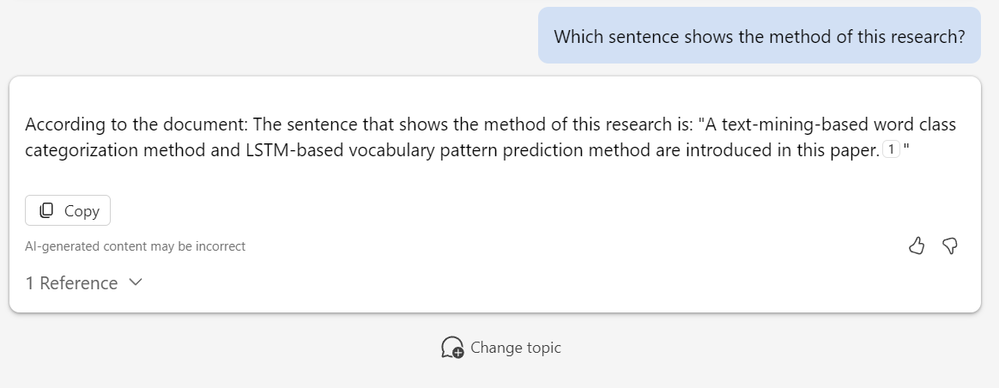 Which sentence shows the method of this research?
According to the document: The sentence that shows the method of this research is: "A text-mining-based word class
categorization method and LSTM-based vocabulary pattern prediction method are introduced in this paper. 1 "
Copy
AI-generated content may be incorrect
1 Reference
Change topic